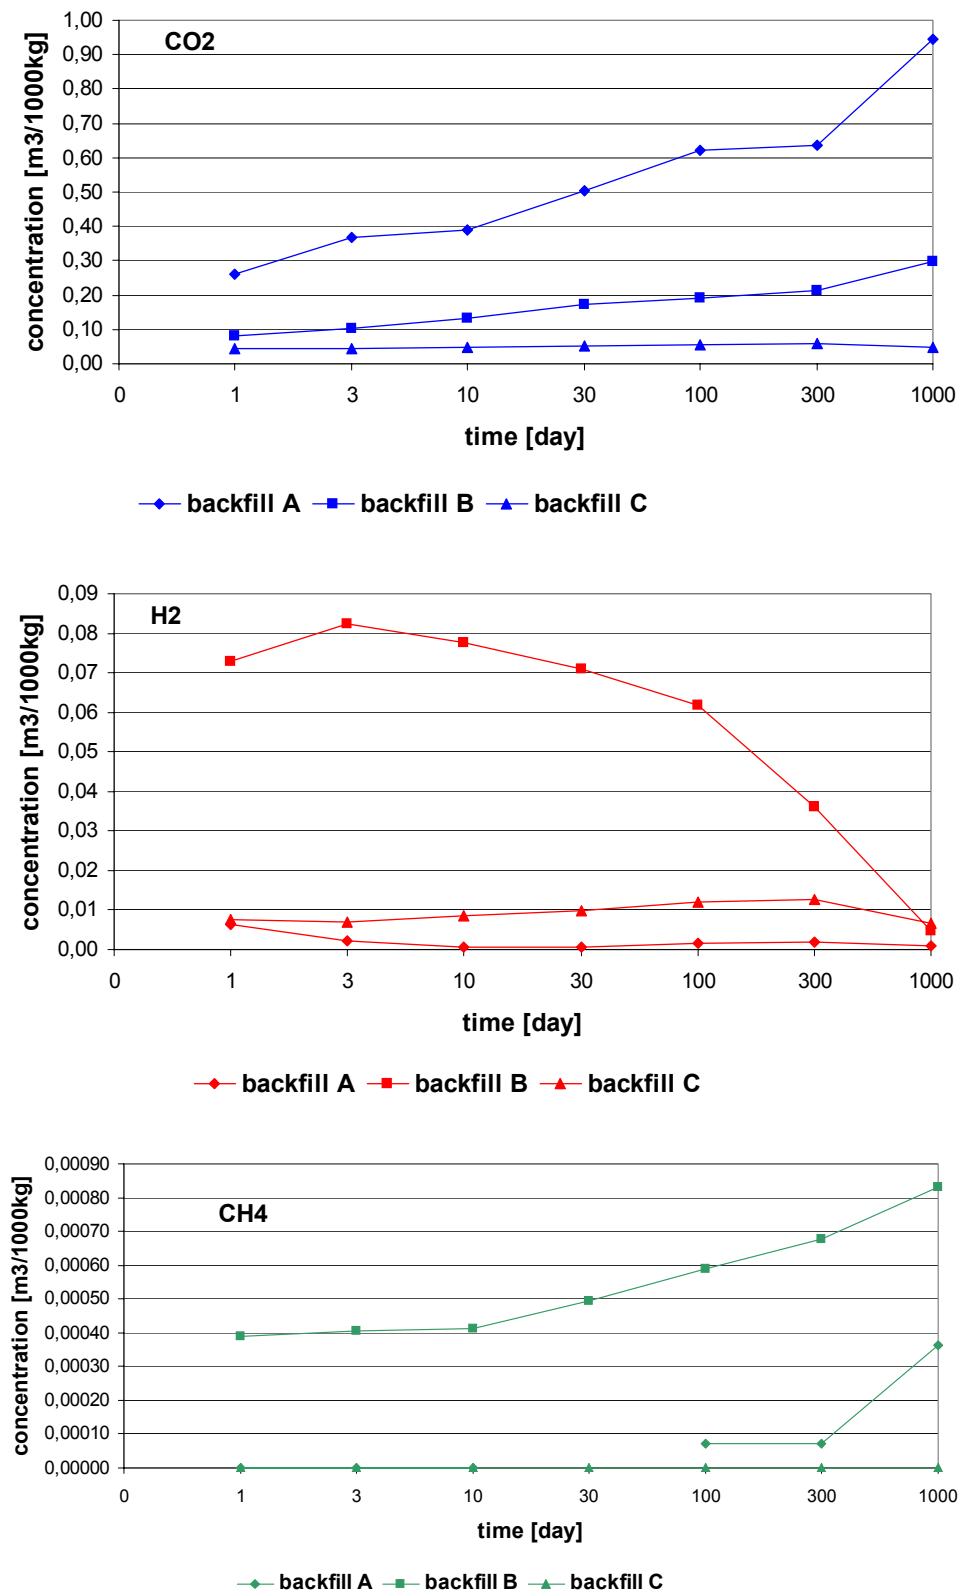 CO2
concentration [m3/1000kg]
1,00
0,90
0,80
0,70
0,60
0,50
0,40
0,30
0,20
0,10
0,00
0 1 3 10 30 100 300 1000
time [day]
backfill A backfill B backfill C
H2
concentration [m3/1000kg]
0,09
0,08
0,07
0,06
0,05
0,04
0,03
0,02
0,01
0,00
0 1 3 10 30 100 300 1000
time [day]
backfill A backfill B backfill C
CH4
concentration [m3/1000kg]
0,00090
0,00080
0,00070
0,00060
0,00050
0,00040
0,00030
0,00020
0,00010
0,00000
0 1 3 10 30 100 300 1000
time [day]
backfill A backfill B backfill C